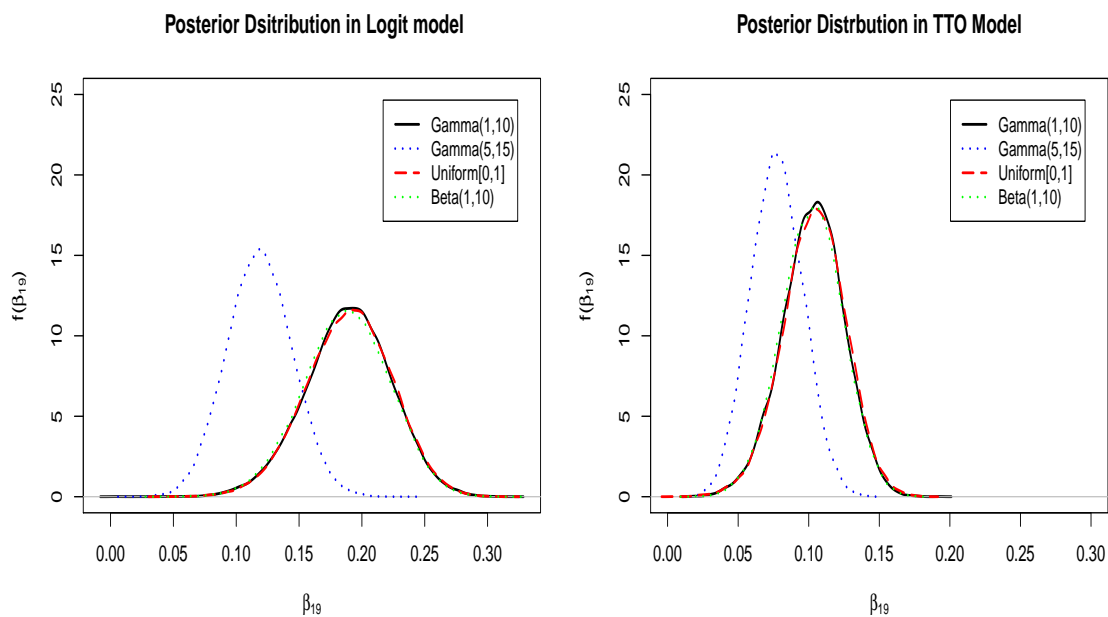 Posterior Dsitribution in Logit model
25
20
15
10
5
0
f(β19)
Gamma(1,10)
Gamma(5,15)
Uniform[0,1]
Beta(1,10)
0.00 0.05 0.10 0.15 0.20 0.25 0.30
β19
Posterior Distrbution in TTO Model
25
20
15
10
5
0
f(β19)
Gamma(1,10)
Gamma(5,15)
Uniform[0,1]
Beta(1,10)
0.00 0.05 0.10 0.15 0.20 0.25 0.30
β19